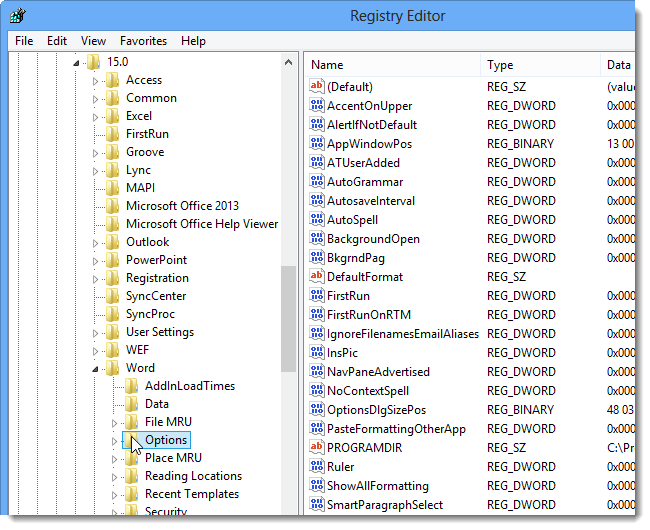 Registry Editor
File Edit View Favorites Help
15.0
Access
Common
Excel
FirstRun
Groove
Lync
MAPI
Microsoft Office 2013
Microsoft Office Help Viewer
Outlook
PowerPoint
Registration
SyncCenter
SyncProc
User Settings
WEF
Word
AddInLoadTimes
Data
File MRU
Options
Place MRU
Reading Locations
Recent Templates
Security
Name Type Data
(Default) REG_SZ (value
AccentOnUpper REG_DWORD 0x000
AlertIfNotDefault REG_DWORD 0x000
AppWindowPos REG_BINARY 13 00
ATUserAdded REG_DWORD 0x000
AutoGrammar REG_DWORD 0x000
AutosaveInterval REG_DWORD 0x000
AutoSpell REG_DWORD 0x000
BackgroundOpen REG_DWORD 0x000
BkgrndPag REG_DWORD 0x000
DefaultFormat REG_SZ
FirstRun REG_DWORD 0x000
FirstRunOnRTM REG_DWORD 0x000
IgnoreFilenamesEmailAliases REG_DWORD 0x000
InsPic REG_DWORD 0x000
NavPaneAdvertised REG_DWORD 0x000
NoContextSpell REG_DWORD 0x000
OptionsDlgSizePos REG_BINARY 48 03
PasteFormattingOtherApp REG_DWORD 0x000
PROGRAMDIR REG_SZ C:\Pr
Ruler REG_DWORD 0x000
ShowAllFormatting REG_DWORD 0x000
SmartParagraphSelect REG_DWORD 0x000